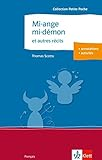 Collection Petite Poche
Mi-ange
mi-démon
et autres récits
Thomas Scotto
+ annotations
+ activités
Français
Klett